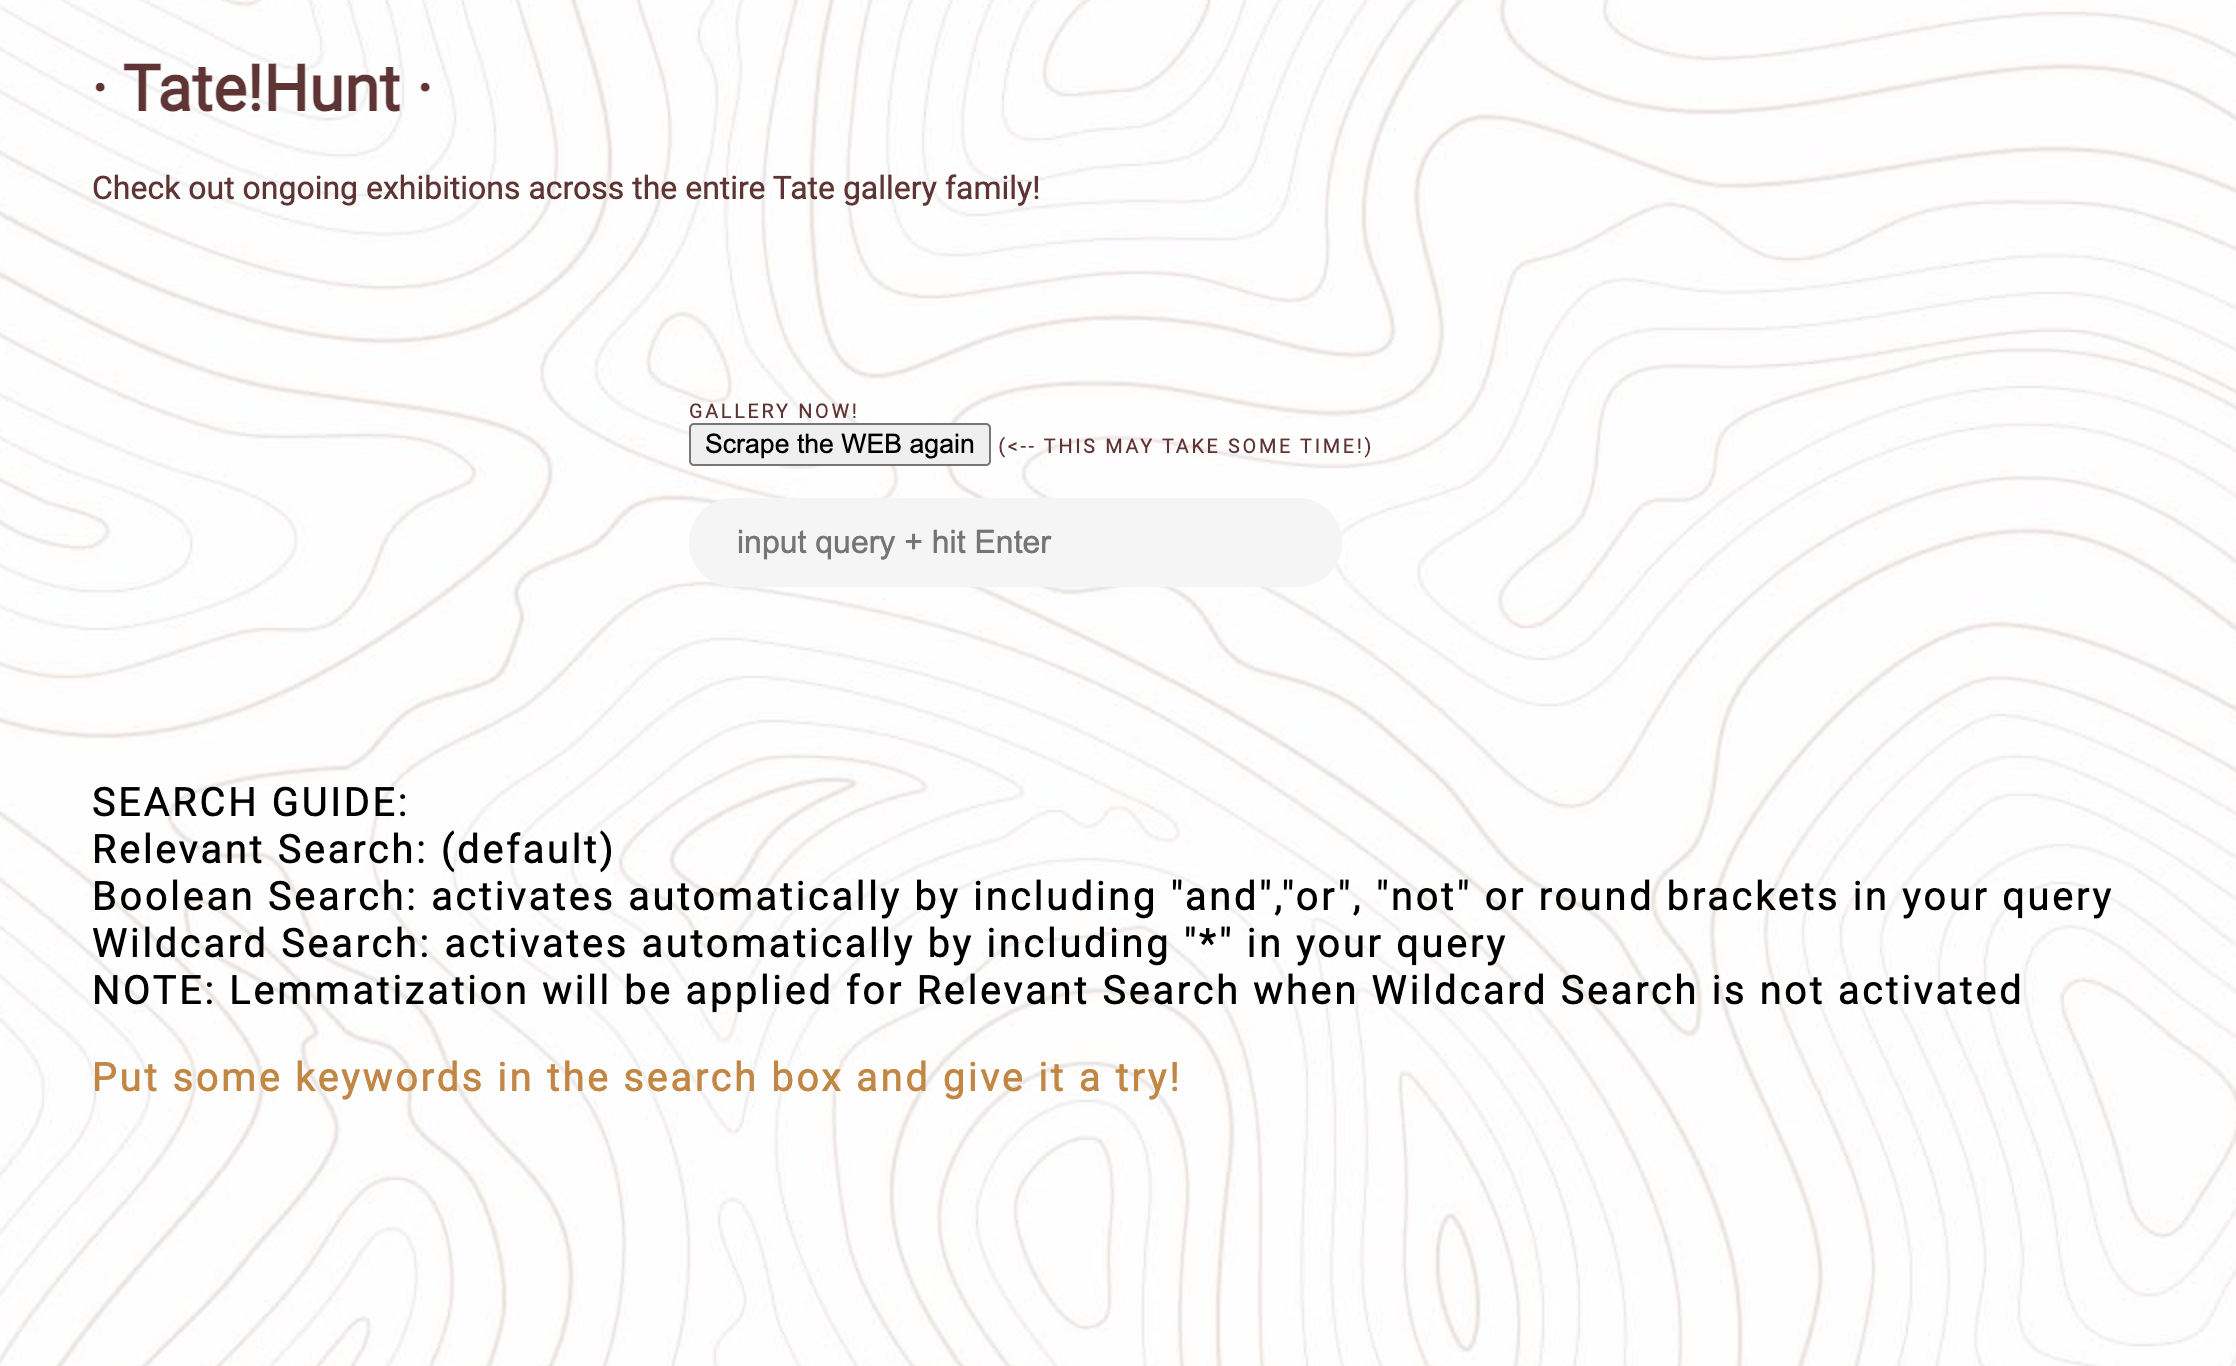 · Tate!Hunt ·
Check out ongoing exhibitions across the entire Tate gallery family!
GALLERY NOW!
Scrape the WEB again (<-- THIS MAY TAKE SOME TIME!)
input query + hit Enter
SEARCH GUIDE:
Relevant Search: (default)
Boolean Search: activates automatically by including "and","or", "not" or round brackets in your query
Wildcard Search: activates automatically by including "*" in your query
NOTE: Lemmatization will be applied for Relevant Search when Wildcard Search is not activated
Put some keywords in the search box and give it a try!